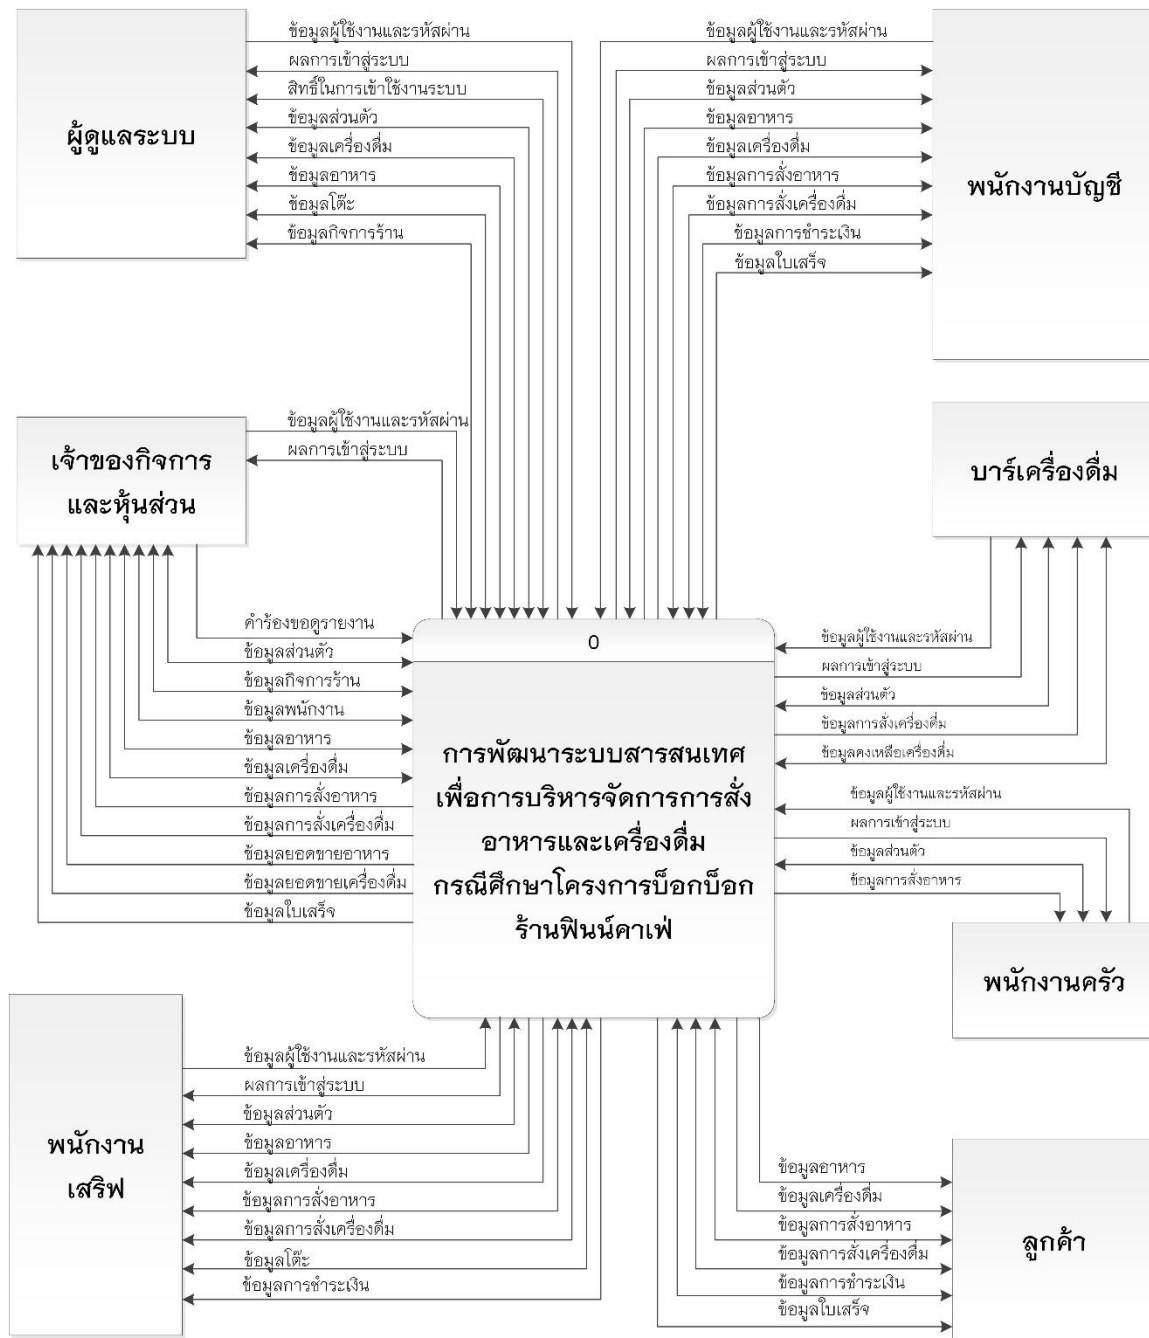 ผู้ดูแลระบบ
ข้อมูลผู้ใช้งานและรหัสผ่าน
ผลการเข้าสู่ระบบ
สิทธิ์ในการเข้าใช้งานระบบ
ข้อมูลส่วนตัว
ข้อมูลเครื่องดื่ม
ข้อมูลอาหาร
ข้อมูลโต๊ะ
ข้อมูลกิจการร้าน
ข้อมูลผู้ใช้งานและรหัสผ่าน
ผลการเข้าสู่ระบบ
ข้อมูลส่วนตัว
ข้อมูลอาหาร
ข้อมูลเครื่องดื่ม
ข้อมูลการสั่งอาหาร
ข้อมูลการสั่งเครื่องดื่ม
ข้อมูลการชำระเงิน
ข้อมูลใบเสร็จ
พนักงานบัญชี
เจ้าของกิจการ
และหุ้นส่วน
ข้อมูลผู้ใช้งานและรหัสผ่าน
ผลการเข้าสู่ระบบ
คำร้องขอดูรายงาน
ข้อมูลส่วนตัว
ข้อมูลกิจการร้าน
ข้อมูลพนักงาน
ข้อมูลอาหาร
ข้อมูลเครื่องดื่ม
ข้อมูลการสั่งอาหาร
ข้อมูลการสั่งเครื่องดื่ม
ข้อมูลยอดขายอาหาร
ข้อมูลยอดขายเครื่องดื่ม
ข้อมูลใบเสร็จ
0
การพัฒนาระบบสารสนเทศ
เพื่อการบริหารจัดการการสั่ง
อาหารและเครื่องดื่ม
กรณีศึกษาโครงการบ็อกบ็อก
ร้านฟินน์คาเฟ่
บาร์เครื่องดื่ม
ข้อมูลผู้ใช้งานและรหัสผ่าน
ผลการเข้าสู่ระบบ
ข้อมูลส่วนตัว
ข้อมูลการสั่งเครื่องดื่ม
ข้อมูลคงเหลือเครื่องดื่ม
ข้อมูลผู้ใช้งานและรหัสผ่าน
ผลการเข้าสู่ระบบ
ข้อมูลส่วนตัว
ข้อมูลการสั่งอาหาร
พนักงานครัว
พนักงาน
เสริฟ
ข้อมูลผู้ใช้งานและรหัสผ่าน
ผลการเข้าสู่ระบบ
ข้อมูลส่วนตัว
ข้อมูลอาหาร
ข้อมูลเครื่องดื่ม
ข้อมูลการสั่งอาหาร
ข้อมูลการสั่งเครื่องดื่ม
ข้อมูลโต๊ะ
ข้อมูลการชำระเงิน
ข้อมูลอาหาร
ข้อมูลเครื่องดื่ม
ข้อมูลการสั่งอาหาร
ข้อมูลการสั่งเครื่องดื่ม
ข้อมูลการชำระเงิน
ข้อมูลใบเสร็จ
ลูกค้า